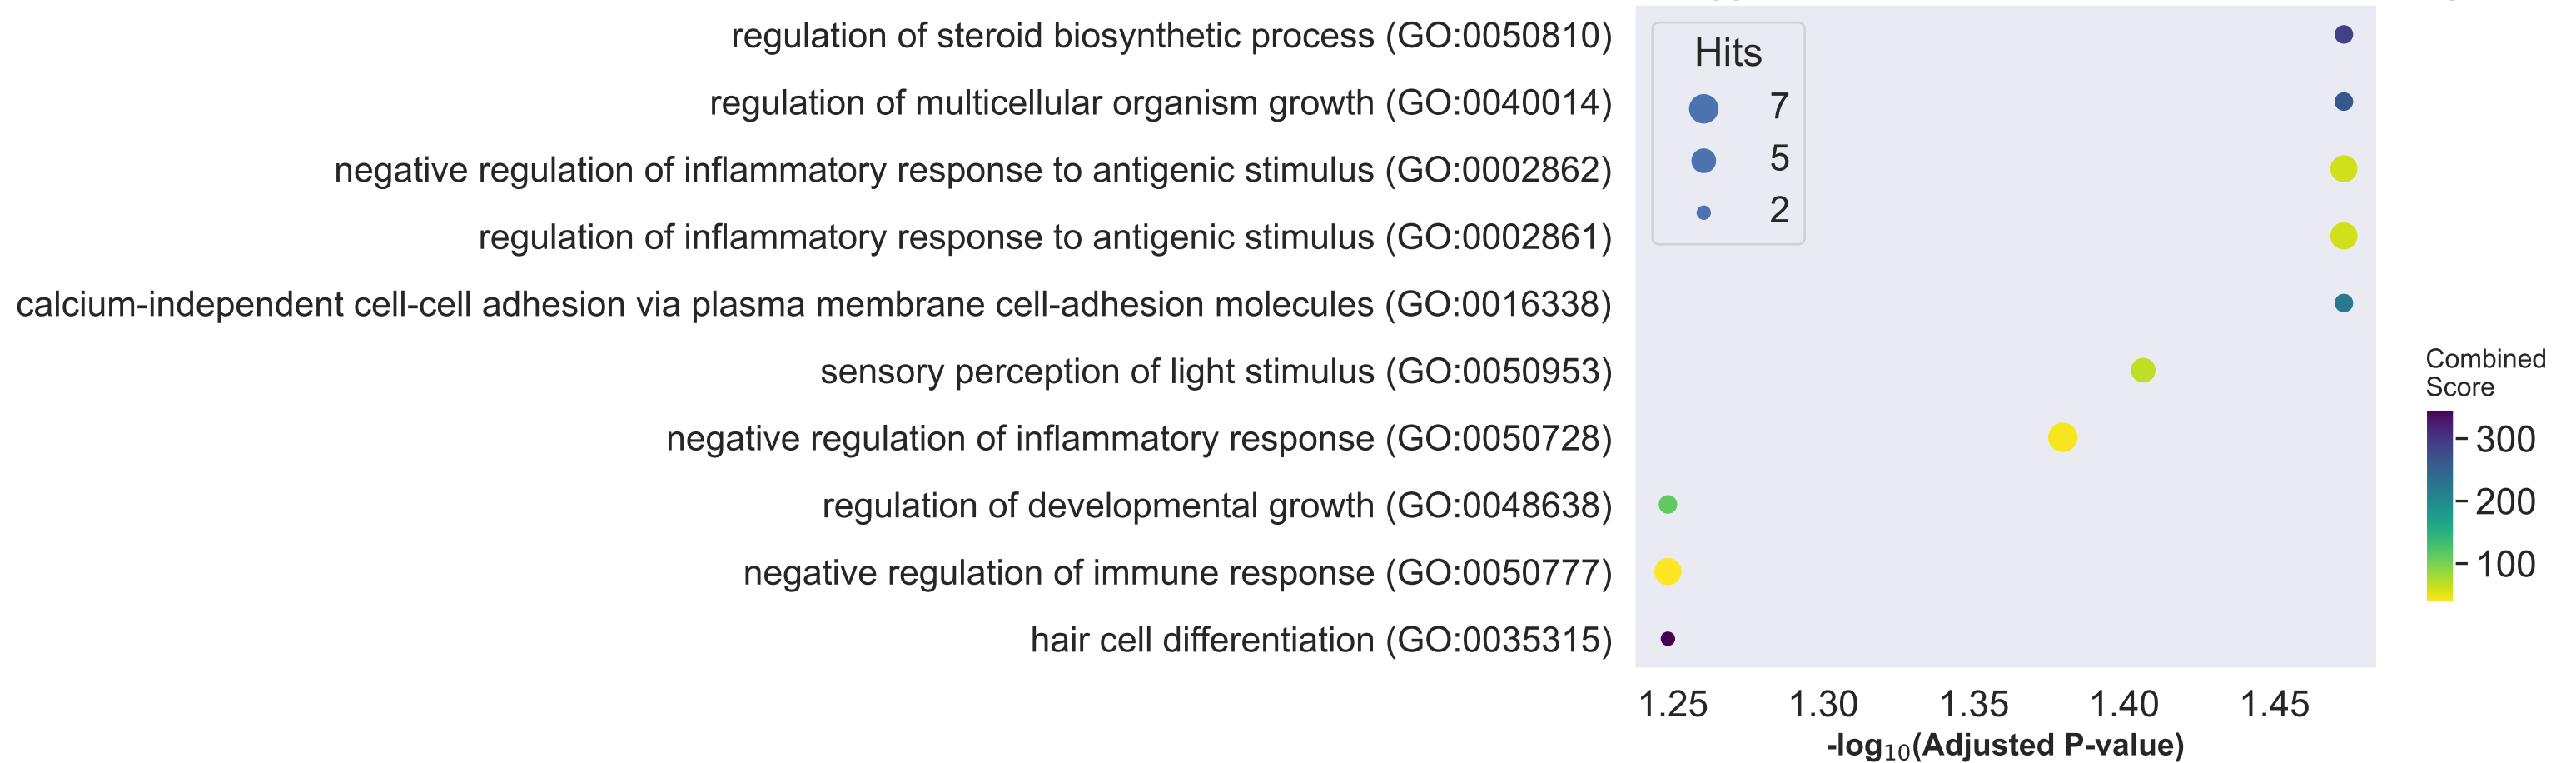 regulation of steroid biosynthetic process (GO:0050810)
regulation of multicellular organism growth (GO:0040014)
negative regulation of inflammatory response to antigenic stimulus (GO:0002862)
regulation of inflammatory response to antigenic stimulus (GO:0002861)
calcium-independent cell-cell adhesion via plasma membrane cell-adhesion molecules (GO:0016338)
sensory perception of light stimulus (GO:0050953)
negative regulation of inflammatory response (GO:0050728)
regulation of developmental growth (GO:0048638)
negative regulation of immune response (GO:0050777)
hair cell differentiation (GO:0035315)
Hits
7
5
2
Combined
Score
300
200
100
1.25 1.30 1.35 1.40 1.45
-log₁₀(Adjusted P-value)